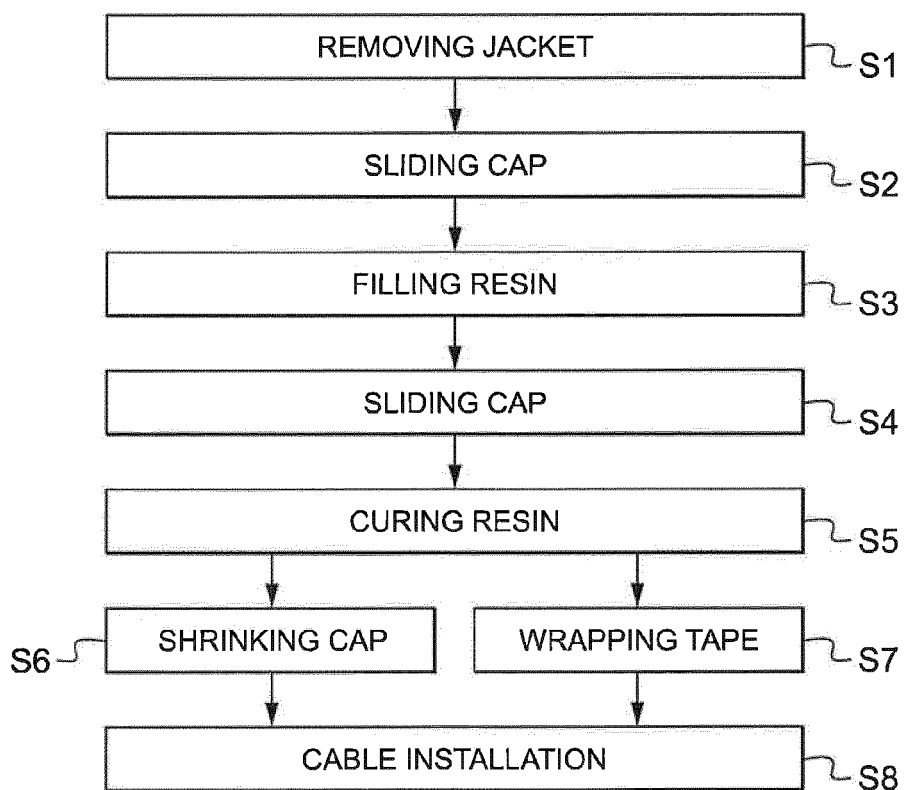 REMOVING JACKET
S1
SLIDING CAP
S2
FILLING RESIN
S3
SLIDING CAP
S4
CURING RESIN
S5
S6
SHRINKING CAP
WRAPPING TAPE
S7
CABLE INSTALLATION
S8